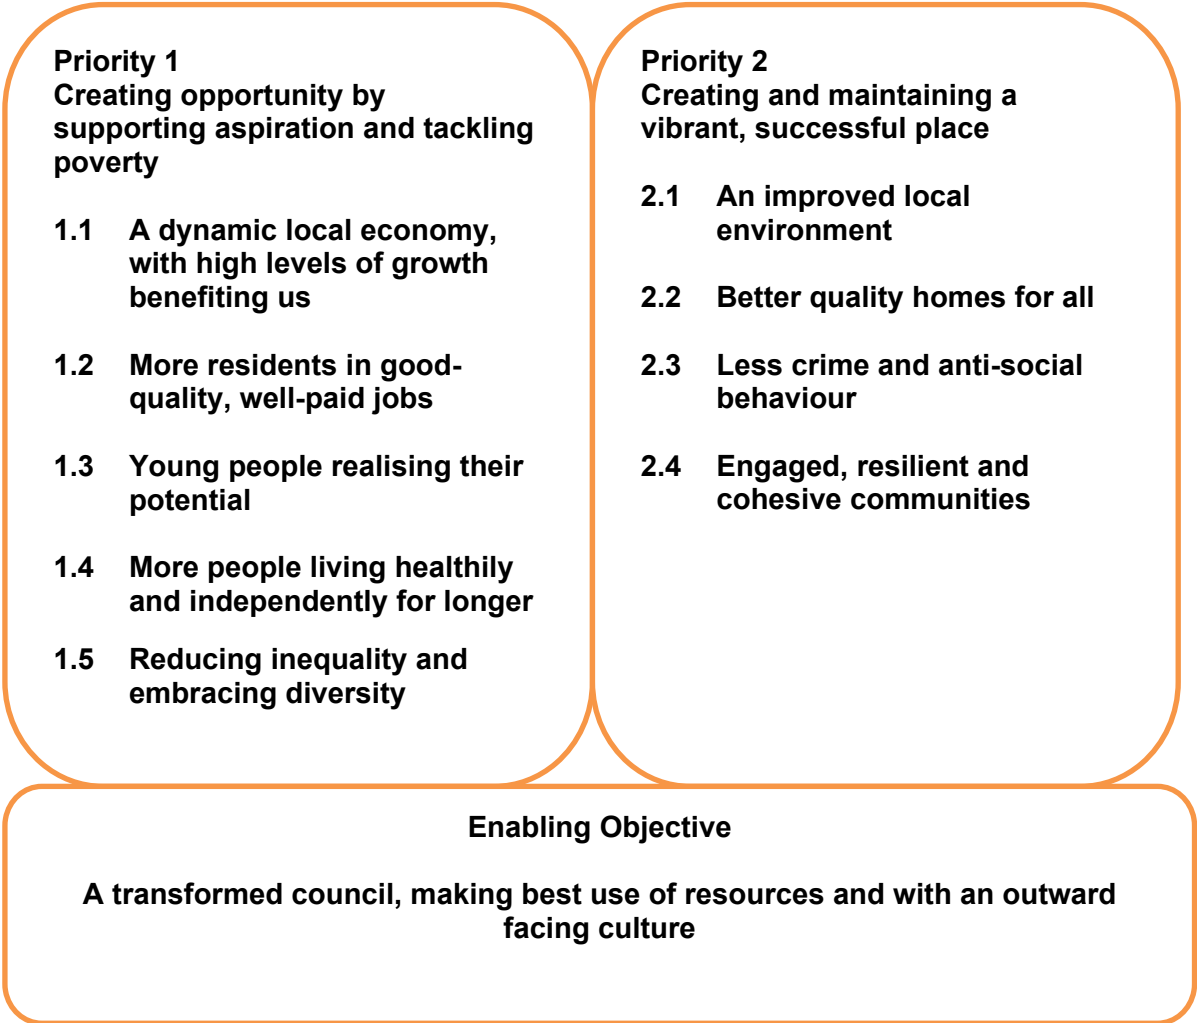 Priority 1
Creating opportunity by
supporting aspiration and tackling
poverty
1.1 A dynamic local economy,
with high levels of growth
benefiting us
1.2 More residents in good-
quality, well-paid jobs
1.3 Young people realising their
potential
1.4 More people living healthily
and independently for longer
1.5 Reducing inequality and
embracing diversity
Priority 2
Creating and maintaining a
vibrant, successful place
2.1 An improved local
environment
2.2 Better quality homes for all
2.3 Less crime and anti-social
behaviour
2.4 Engaged, resilient and
cohesive communities
Enabling Objective
A transformed council, making best use of resources and with an outward
facing culture